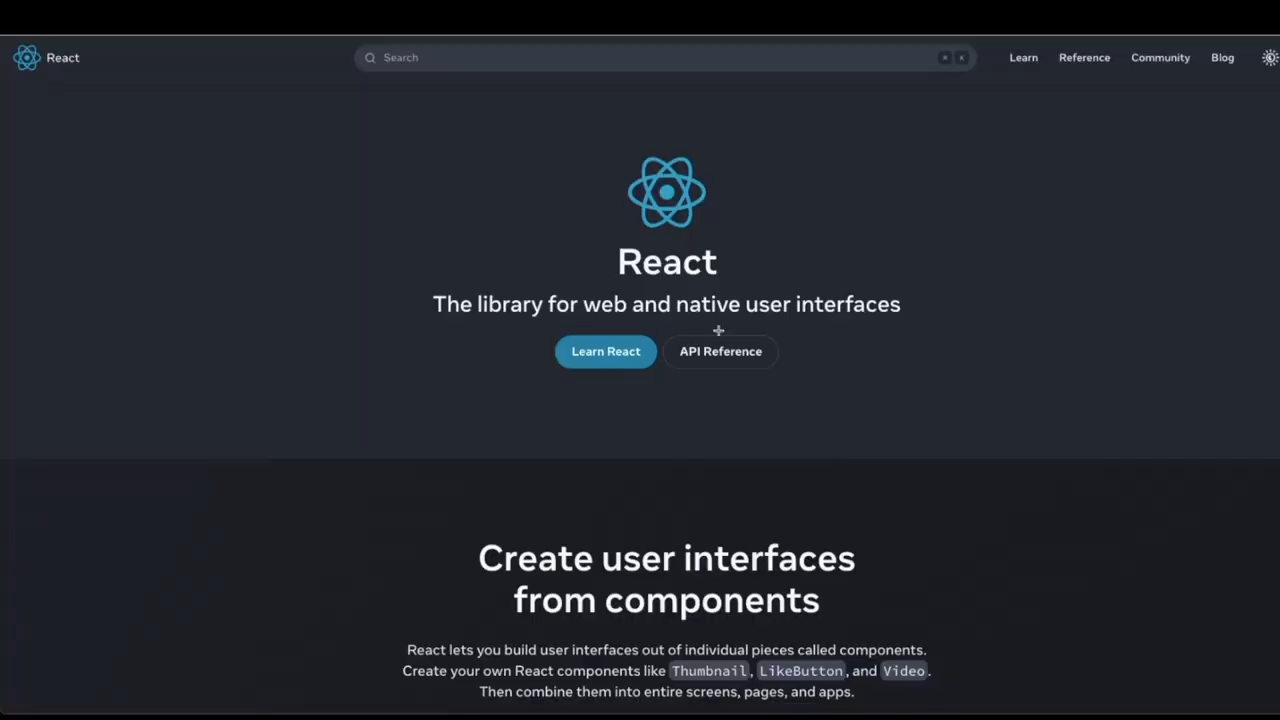 React
Search
Learn Reference Community Blog
React
The library for web and native user interfaces
Learn React API Reference
Create user interfaces
from components
React lets you build user interfaces out of individual pieces called components.
Create your own React components like Thumbnail, LikeButton, and Video.
Then combine them into entire screens, pages, and apps.